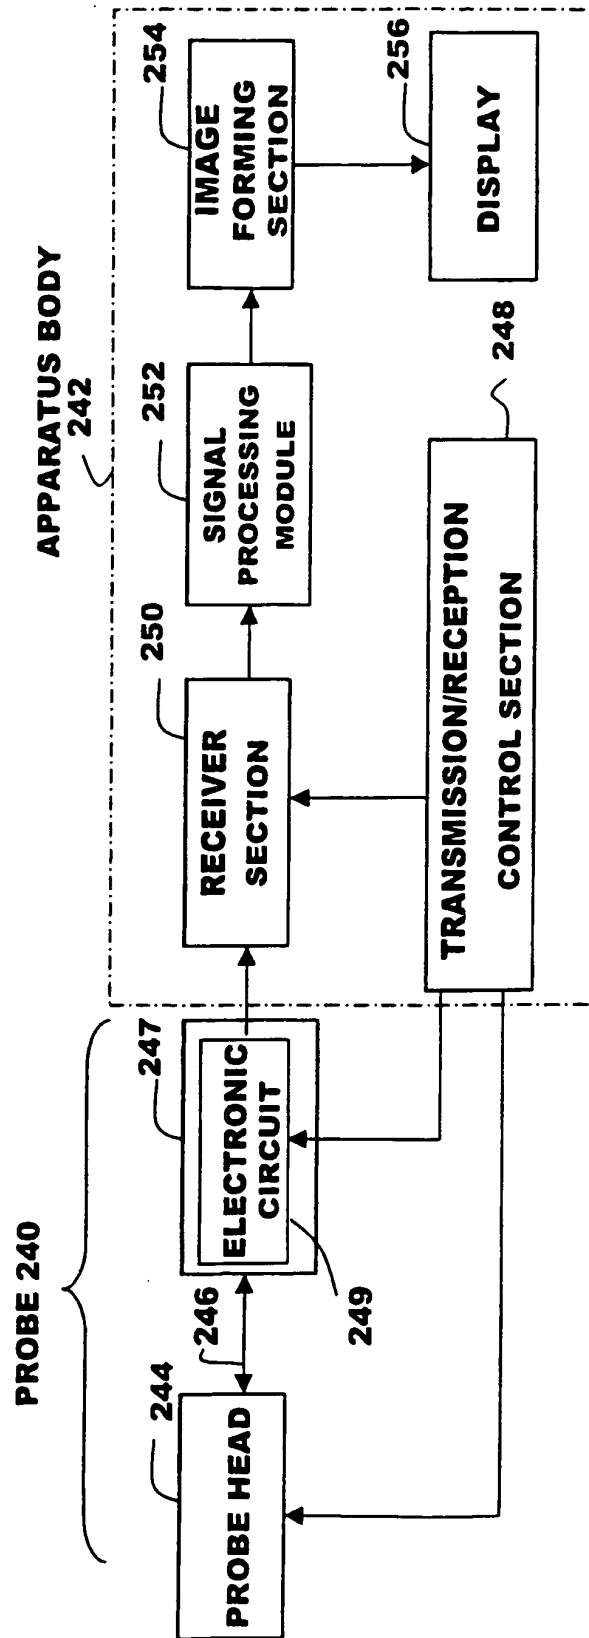 PROBE 240
244
PROBE HEAD
246
247
ELECTRONIC
CIRCUIT
249
APPARATUS BODY
242
250
RECEIVER
SECTION
252
SIGNAL
PROCESSING
MODULE
254
IMAGE
FORMING
SECTION
256
DISPLAY
248
TRANSMISSION/RECEPTION
CONTROL SECTION